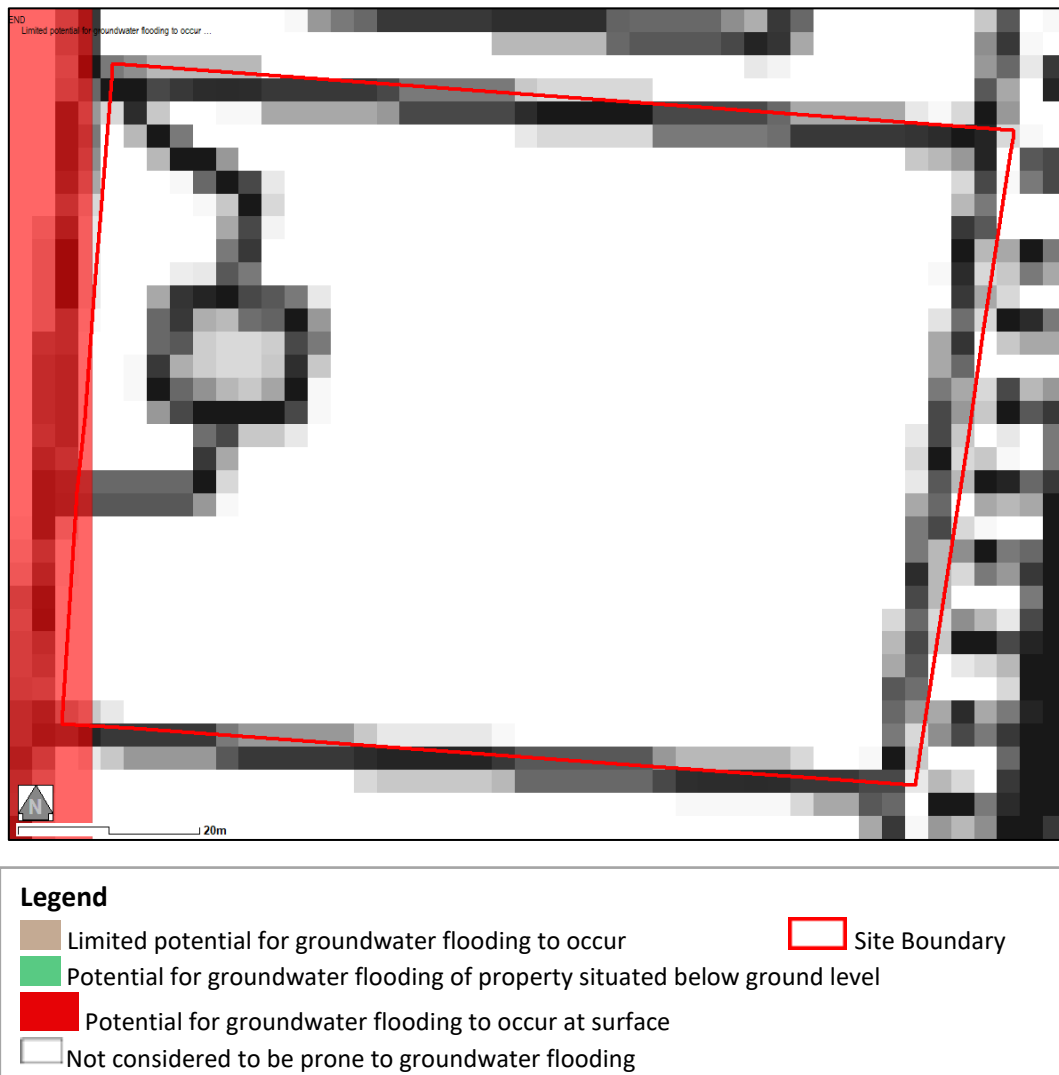 END
Limited potential for groundwater flooding to occur ...
N
20m
Legend
Limited potential for groundwater flooding to occur
Site Boundary
Potential for groundwater flooding of property situated below ground level
Potential for groundwater flooding to occur at surface
Not considered to be prone to groundwater flooding